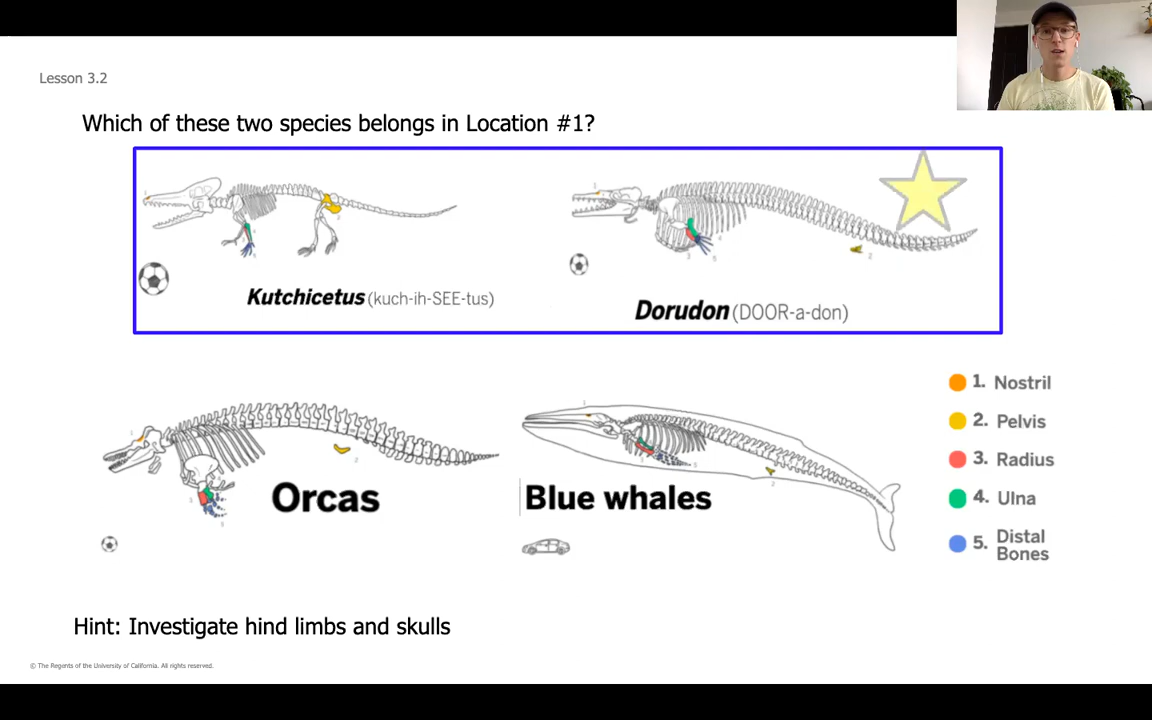 Lesson 3.2
Which of these two species belongs in Location #1?
Kutchicetus (kuch-ih-SEE-tus)
Dorudon (DOOR-a-don)
Orcas
Blue whales
1. Nostril
2. Pelvis
3. Radius
4. Ulna
5. Distal
Bones
Hint: Investigate hind limbs and skulls
© The Regents of the University of California. All rights reserved.